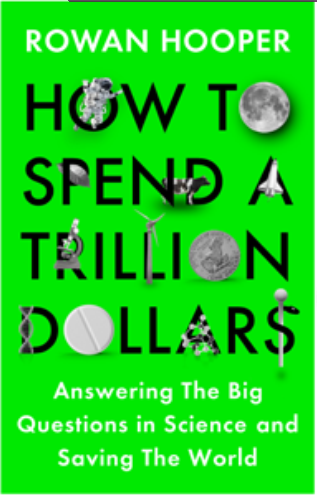 ROWAN HOOPER
HOW TO
SPEND A
TRILLION
DOLLARS
Answering The Big
Questions in Science and
Saving The World